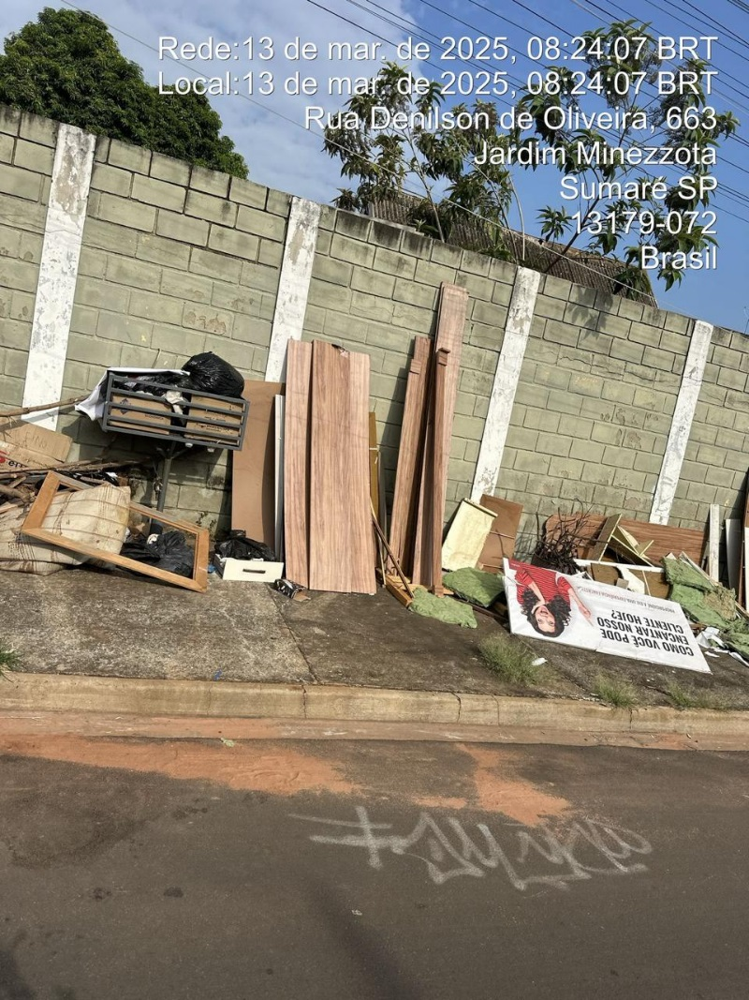 Rede:13 de mar. de 2025, 08:24:07 BRT
Local:13 de mar. de 2025, 08:24:07 BRT
Rua Denilson de Oliveira, 663
Jardim Minezzota
Sumaré SP
13179-072
Brasil
COMO VOCÊ PODE
ENCANTAR NOSSO
CLIENTE HOJE?